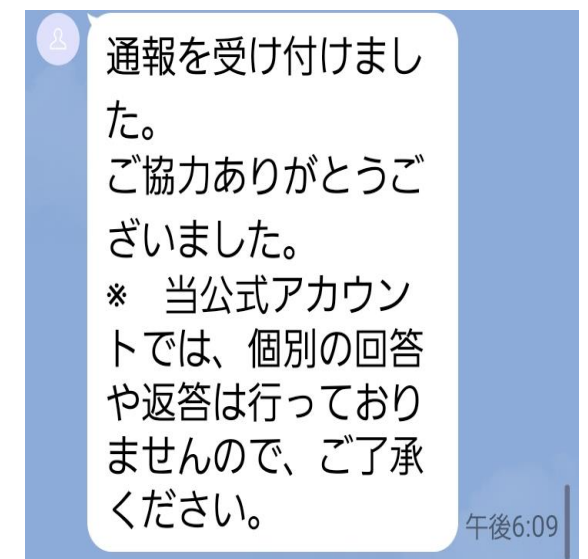 通報を受け付けまし
た。
ご協力ありがとうご
ざいました。
※　当公式アカウン
トでは、個別の回答
や返答は行っており
ませんので、ご了承
ください。
午後6:09